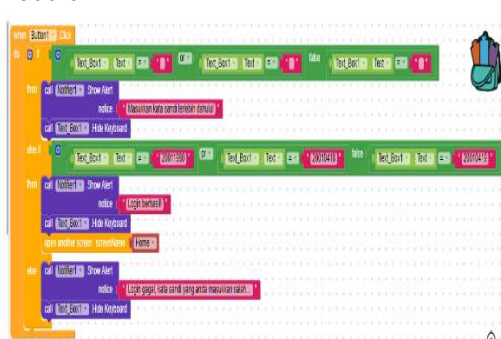 when Button1 .Click
do if Text_Box1 . Text = " " or Text_Box1 . Text = " " false Text_Box1 . Text = " "
then call Notifier1 .Show Alert
notice " Masukkan kata sandi terlebih dahulu! "
call Text_Box1 .Hide Keyboard
else if Text_Box1 . Text = or Text_Box1 . Text = false Text_Box1 . Text =
then call Notifier1 .Show Alert
notice " Login berhasil! "
call Text_Box1 .Hide Keyboard
open another screen screenName Home
else call Notifier1 .Show Alert
notice " Login gagal, kata sandi yang anda masukkan salah... "
call Text_Box1 .Hide Keyboard